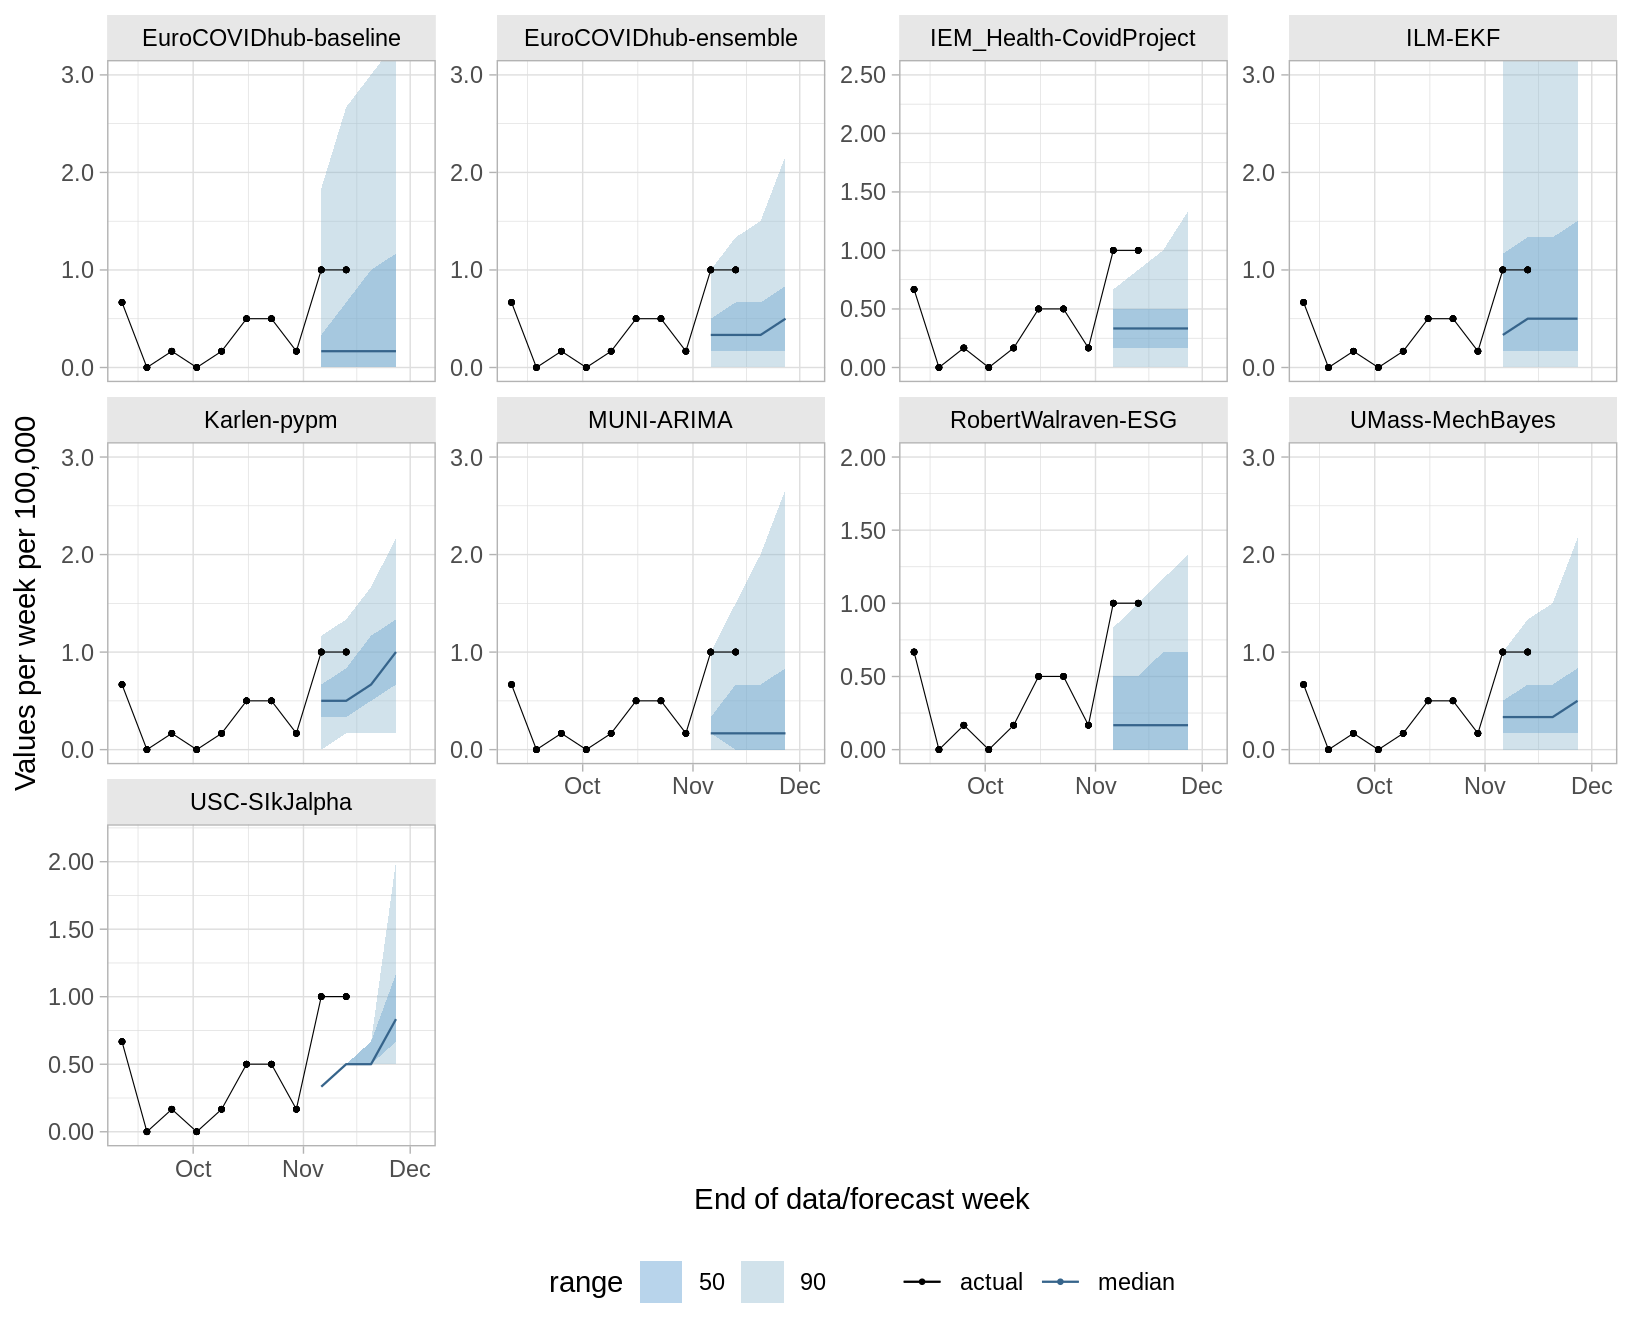 EuroCOVIDhub-baseline EuroCOVIDhub-ensemble IEM_Health-CovidProject ILM-EKF
3.0 3.0 2.50 3.0
2.00
2.0 2.0 1.50 2.0
1.0 1.0 1.00 1.0
0.50
0.0 0.0 0.00 0.0
Karlen-pypm MUNI-ARIMA RobertWalraven-ESG UMass-MechBayes
3.0 3.0 2.00 3.0
2.0 2.0 1.50 2.0
1.0 1.0 1.00 1.0
0.50
0.0 0.0 0.00 0.0
Oct Nov Dec Oct Nov Dec Oct Nov Dec
Values per week per 100,000
USC-SIkJalpha
2.00
1.50
1.00
0.50
0.00
Oct Nov Dec
End of data/forecast week
range 50 90 actual median